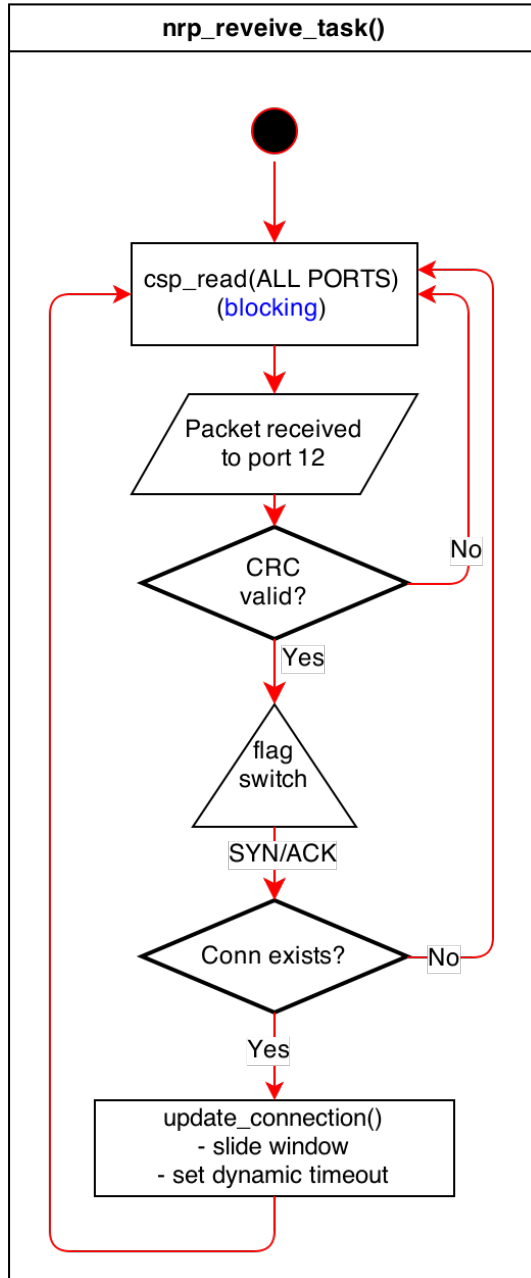 nrp_reveive_task()
csp_read(ALL PORTS)
(blocking)
Packet received
to port 12
CRC
valid?
No
Yes
flag
switch
SYN/ACK
Conn exists?
No
Yes
update_connection()
- slide window
- set dynamic timeout